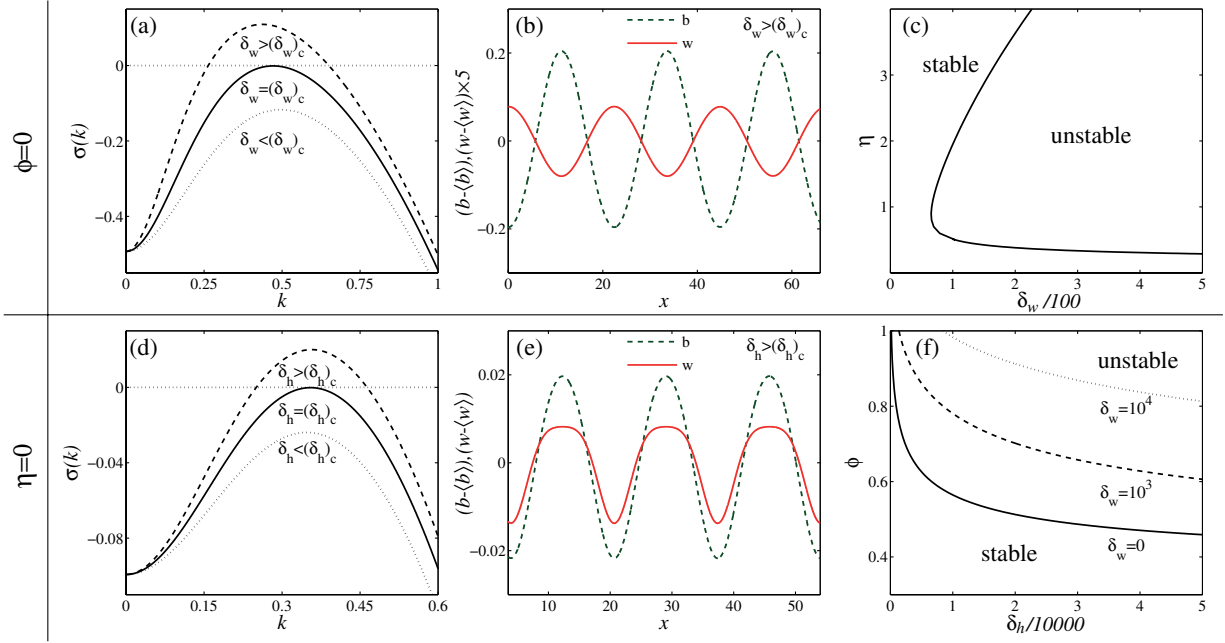 ϕ=0
(a)
δw>(δw)c
δw=(δw)c
δw<(δw)c
0
−0.2
−0.4
σ(k)
0 0.25 0.5 0.75 1
k
(b)
b
w
δw>(δw)c
0.2
0
−0.2
(b-⟨b⟩),(w-⟨w⟩)×5
0 20 40 60
x
(c)
stable
unstable
3
2
1
η
0 1 2 3 4 5
δw /100
η=0
(d)
δh>(δh)c
δh=(δh)c
δh<(δh)c
0
−0.04
−0.08
σ(k)
0 0.15 0.3 0.45 0.6
k
(e)
b
w
δh>(δh)c
0.02
0
−0.02
(b-⟨b⟩),(w-⟨w⟩)
10 20 30 40 50
x
(f)
unstable
δw=10⁴
δw=10³
δw=0
stable
1
0.8
0.6
0.4
ϕ
0 1 2 3 4 5
δh/10000